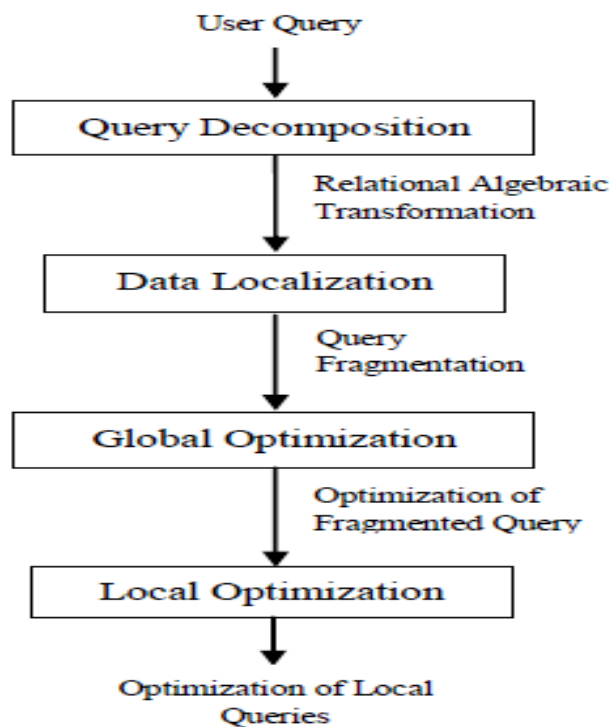 User Query
Query Decomposition
Relational Algebraic
Transformation
Data Localization
Query
Fragmentation
Global Optimization
Optimization of
Fragmented Query
Local Optimization
Optimization of Local
Queries